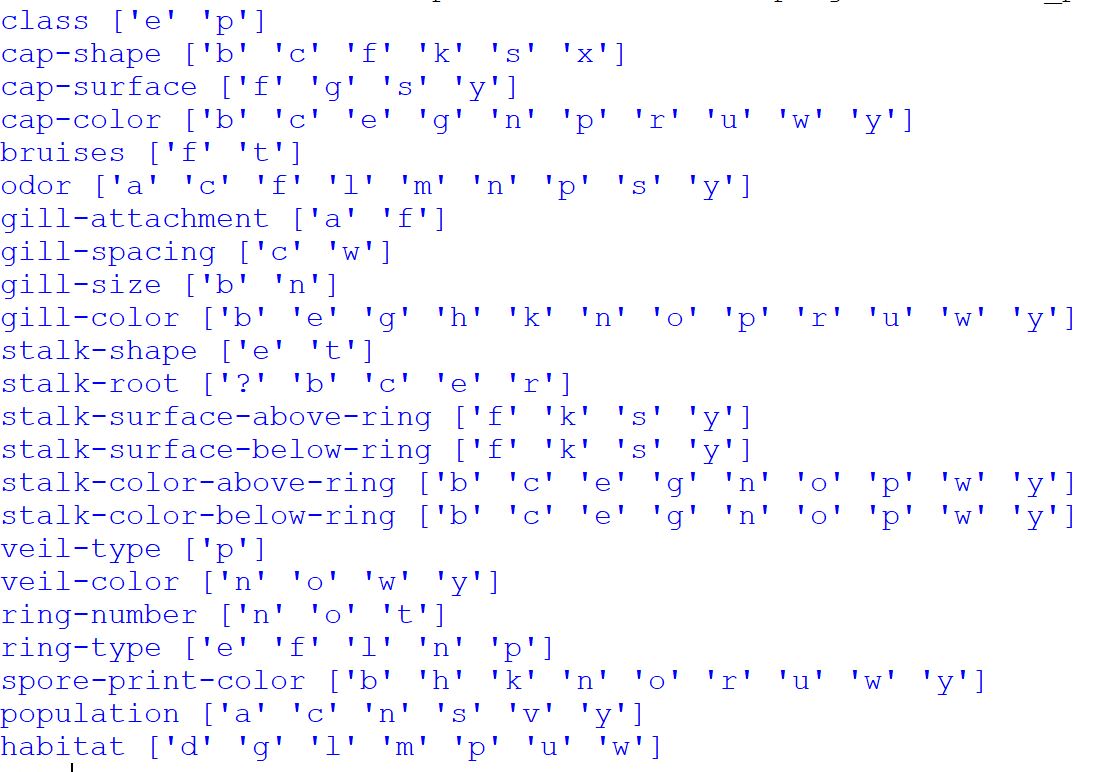 class ['e' 'p']
cap-shape ['b' 'c' 'f' 'k' 's' 'x']
cap-surface ['f' 'g' 's' 'y']
cap-color ['b' 'c' 'e' 'g' 'n' 'p' 'r' 'u' 'w' 'y']
bruises ['f' 't']
odor ['a' 'c' 'f' 'l' 'm' 'n' 'p' 's' 'y']
gill-attachment ['a' 'f']
gill-spacing ['c' 'w']
gill-size ['b' 'n']
gill-color ['b' 'e' 'g' 'h' 'k' 'n' 'o' 'p' 'r' 'u' 'w' 'y']
stalk-shape ['e' 't']
stalk-root ['?' 'b' 'c' 'e' 'r']
stalk-surface-above-ring ['f' 'k' 's' 'y']
stalk-surface-below-ring ['f' 'k' 's' 'y']
stalk-color-above-ring ['b' 'c' 'e' 'g' 'n' 'o' 'p' 'w' 'y']
stalk-color-below-ring ['b' 'c' 'e' 'g' 'n' 'o' 'p' 'w' 'y']
veil-type ['p']
veil-color ['n' 'o' 'w' 'y']
ring-number ['n' 'o' 't']
ring-type ['e' 'f' 'l' 'n' 'p']
spore-print-color ['b' 'h' 'k' 'n' 'o' 'r' 'u' 'w' 'y']
population ['a' 'c' 'n' 's' 'v' 'y']
habitat ['d' 'g' 'l' 'm' 'p' 'u' 'w']